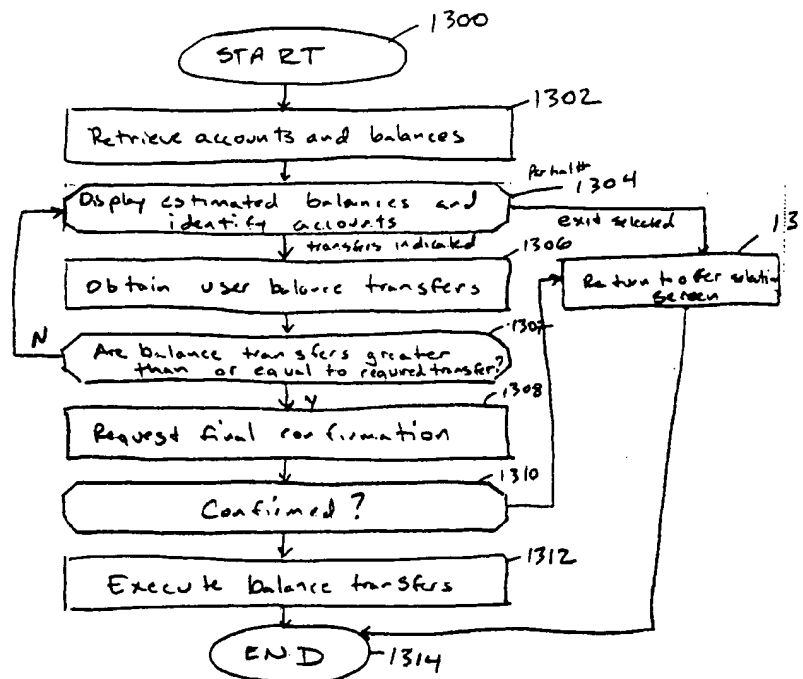 1300
START
1302
Retrieve accounts and balances
1304
Display estimated balances and
identify accounts
exit selected
transfers indicated
1306
13
Obtain user balance transfers
Return to offer selection
screen
1307
N
Are balance transfers greater
than or equal to required transfer?
Y
1308
Request final confirmation
1310
Confirmed?
1312
Execute balance transfers
END
1314